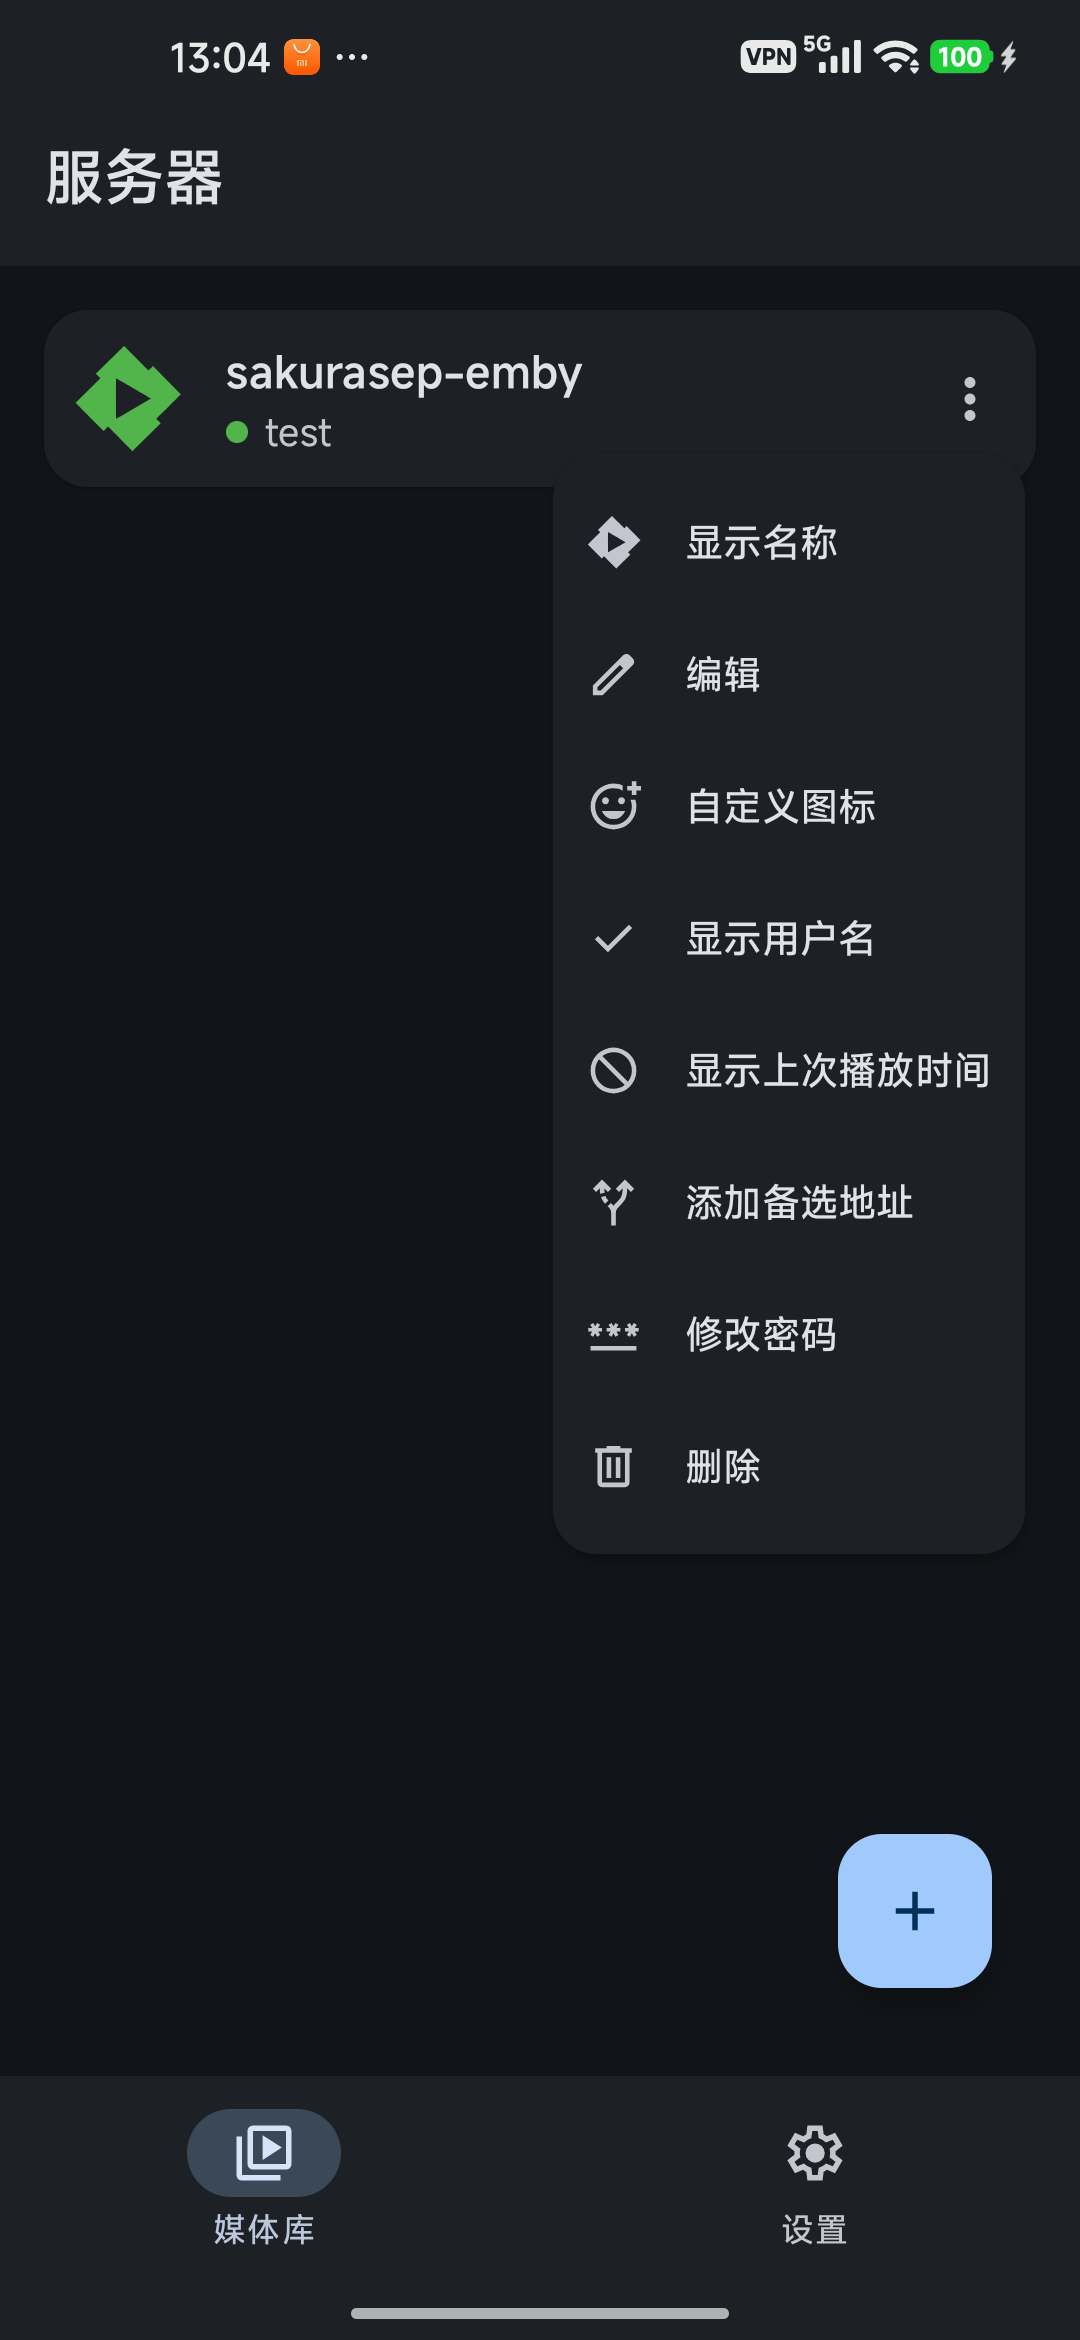 13:04
VPN 5G 100
服务器
sakurasep-emby
test
显示名称
编辑
自定义图标
显示用户名
显示上次播放时间
添加备选地址
修改密码
删除
媒体库
设置